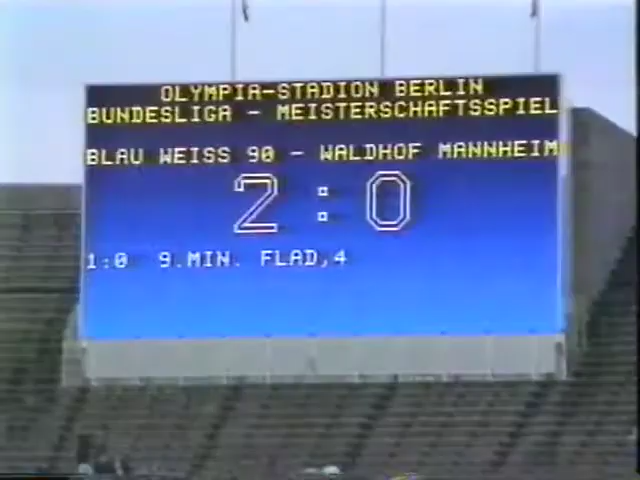 OLYMPIA-STADION BERLIN
BUNDESLIGA - MEISTERSCHAFTSSPIEL
BLAU WEISS 90 - WALDHOF MANNHEIM
2:0
1:0 9.MIN. FLAD,4